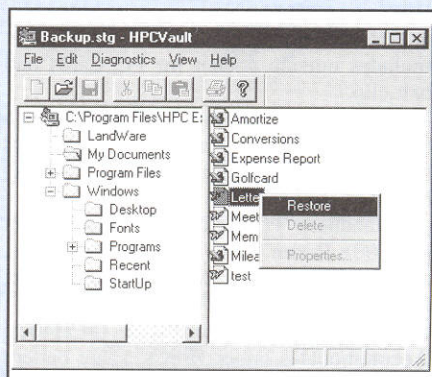 Backup.stg - HPCVault
File Edit Diagnostics View Help
C:\Program Files\HPC E:
LandWare
My Documents
Program Files
Windows
Desktop
Fonts
Programs
Recent
StartUp
Amortize
Conversions
Expense Report
Golfcard
Lette
Meet
Mem
Milea
test
Restore
Delete
Properties...